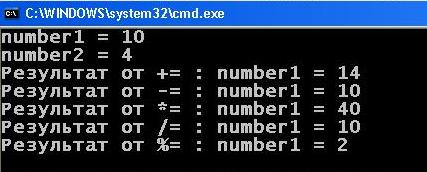 C:\WINDOWS\system32\cmd.exe
number1 = 10
number2 = 4
Результат от += : number1 = 14
Результат от -= : number1 = 10
Результат от *= : number1 = 40
Результат от /= : number1 = 10
Результат от %= : number1 = 2